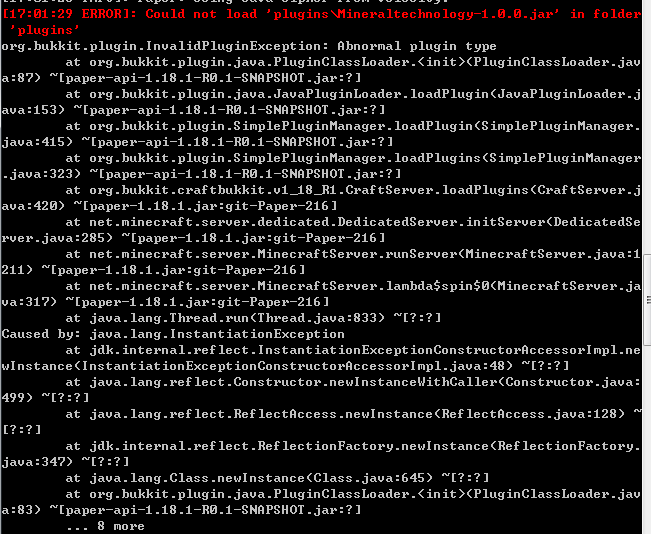 [17:01:29 ERROR]: Could not load 'plugins\Mineraltechnology-1.0.0.jar' in folder
 'plugins'
org.bukkit.plugin.InvalidPluginException: Abnormal plugin type
        at org.bukkit.plugin.java.PluginClassLoader.<init>(PluginClassLoader.jav
a:87) ~[paper-api-1.18.1-R0.1-SNAPSHOT.jar:?]
        at org.bukkit.plugin.java.JavaPluginLoader.loadPlugin(JavaPluginLoader.j
ava:153) ~[paper-api-1.18.1-R0.1-SNAPSHOT.jar:?]
        at org.bukkit.plugin.SimplePluginManager.loadPlugin(SimplePluginManager.
java:415) ~[paper-api-1.18.1-R0.1-SNAPSHOT.jar:?]
        at org.bukkit.plugin.SimplePluginManager.loadPlugins(SimplePluginManager
.java:323) ~[paper-api-1.18.1-R0.1-SNAPSHOT.jar:?]
        at org.bukkit.craftbukkit.v1_18_R1.CraftServer.loadPlugins(CraftServer.j
ava:420) ~[paper-1.18.1.jar:git-Paper-216]
        at net.minecraft.server.dedicated.DedicatedServer.initServer(DedicatedSe
rver.java:285) ~[paper-1.18.1.jar:git-Paper-216]
        at net.minecraft.server.MinecraftServer.runServer(MinecraftServer.java:1
211) ~[paper-1.18.1.jar:git-Paper-216]
        at net.minecraft.server.MinecraftServer.lambda$spin$0(MinecraftServer.ja
va:317) ~[paper-1.18.1.jar:git-Paper-216]
        at java.lang.Thread.run(Thread.java:833) ~[?:?]
Caused by: java.lang.InstantiationException
        at jdk.internal.reflect.InstantiationExceptionConstructorAccessorImpl.ne
wInstance(InstantiationExceptionConstructorAccessorImpl.java:48) ~[?:?]
        at java.lang.reflect.Constructor.newInstanceWithCaller(Constructor.java:
499) ~[?:?]
        at java.lang.reflect.ReflectAccess.newInstance(ReflectAccess.java:128) ~
[?:?]
        at jdk.internal.reflect.ReflectionFactory.newInstance(ReflectionFactory.
java:347) ~[?:?]
        at java.lang.Class.newInstance(Class.java:645) ~[?:?]
        at org.bukkit.plugin.java.PluginClassLoader.<init>(PluginClassLoader.jav
a:83) ~[paper-api-1.18.1-R0.1-SNAPSHOT.jar:?]
        ... 8 more